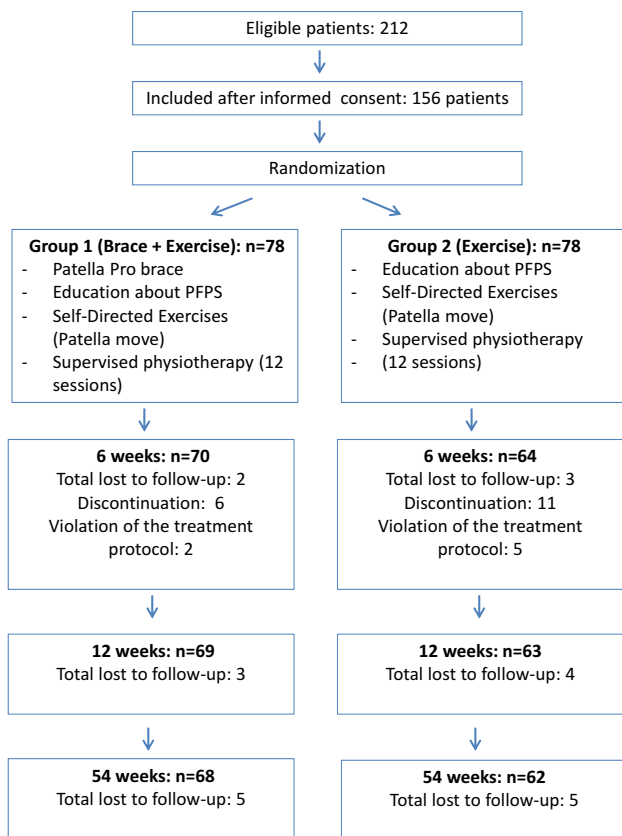 Eligible patients: 212
Included after informed consent: 156 patients
Randomization
Group 1 (Brace + Exercise): n=78
- Patella Pro brace
- Education about PFPS
- Self-Directed Exercises
(Patella move)
- Supervised physiotherapy (12
sessions)
Group 2 (Exercise): n=78
- Education about PFPS
- Self-Directed Exercises
(Patella move)
- Supervised physiotherapy
- (12 sessions)
6 weeks: n=70
Total lost to follow-up: 2
Discontinuation: 6
Violation of the treatment
protocol: 2
6 weeks: n=64
Total lost to follow-up: 3
Discontinuation: 11
Violation of the treatment
protocol: 5
12 weeks: n=69
Total lost to follow-up: 3
12 weeks: n=63
Total lost to follow-up: 4
54 weeks: n=68
Total lost to follow-up: 5
54 weeks: n=62
Total lost to follow-up: 5